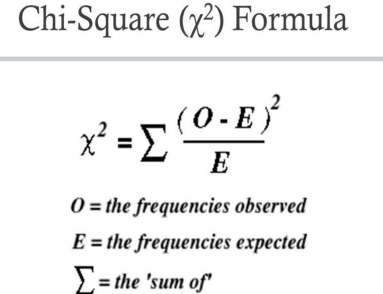 Chi-Square (χ²) Formula
χ² = ∑ (O - E)² / E
O = the frequencies observed
E = the frequencies expected
∑ = the 'sum of'